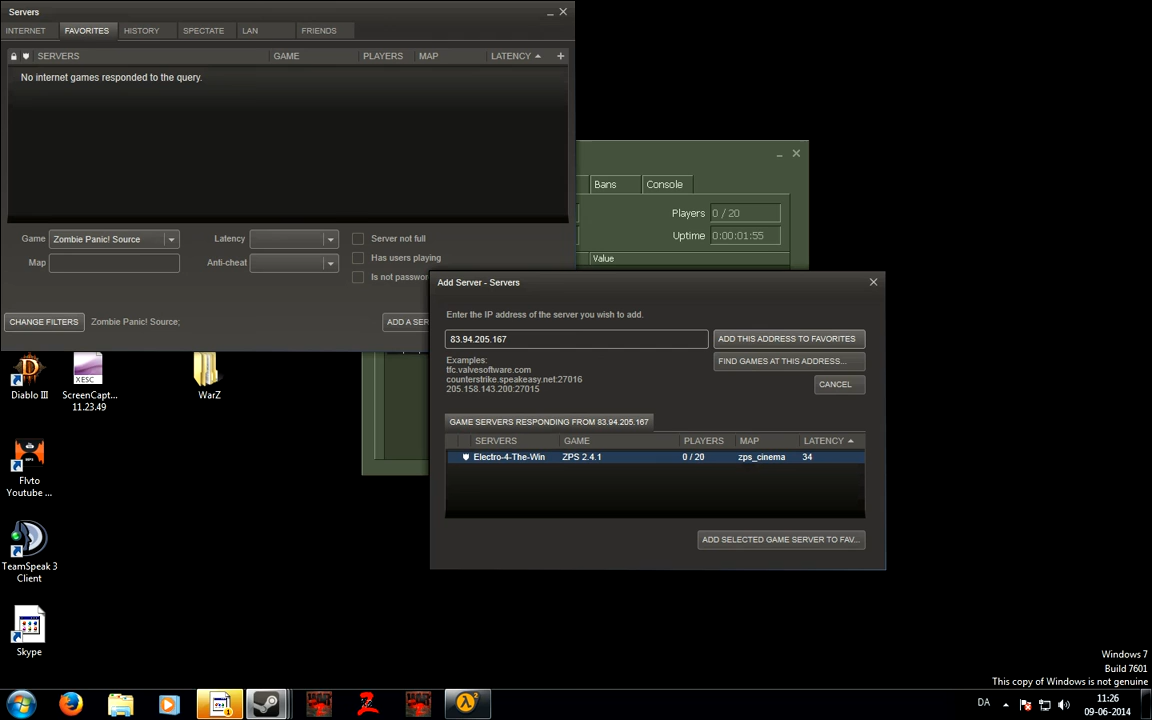 Servers
INTERNET FAVORITES HISTORY SPECTATE LAN FRIENDS
SERVERS GAME PLAYERS MAP LATENCY +
No internet games responded to the query.
Game Zombie Panic! Source Latency Server not full
Map Anti-cheat Has users playing
Is not passwor
CHANGE FILTERS Zombie Panic! Source; ADD A SER
Bans Console
Players 0 / 20
Uptime 0:00:01:55
Value
Add Server - Servers
Enter the IP address of the server you wish to add.
83.94.205.167 ADD THIS ADDRESS TO FAVORITES
Examples: FIND GAMES AT THIS ADDRESS...
tfc.valvesoftware.com
counterstrike.speakeasy.net:27016
205.158.143.200:27015
CANCEL
GAME SERVERS RESPONDING FROM 83.94.205.167
SERVERS GAME PLAYERS MAP LATENCY
Electro-4-The-Win ZPS 2.4.1 0 / 20 zps_cinema 34
ADD SELECTED GAME SERVER TO FAV...
Diablo III
ScreenCapt...
11.23.49
XESC
WarZ
Flvto
Youtube ...
TeamSpeak 3
Client
Skype
Windows 7
Build 7601
This copy of Windows is not genuine
DA
11:26
09-06-2014